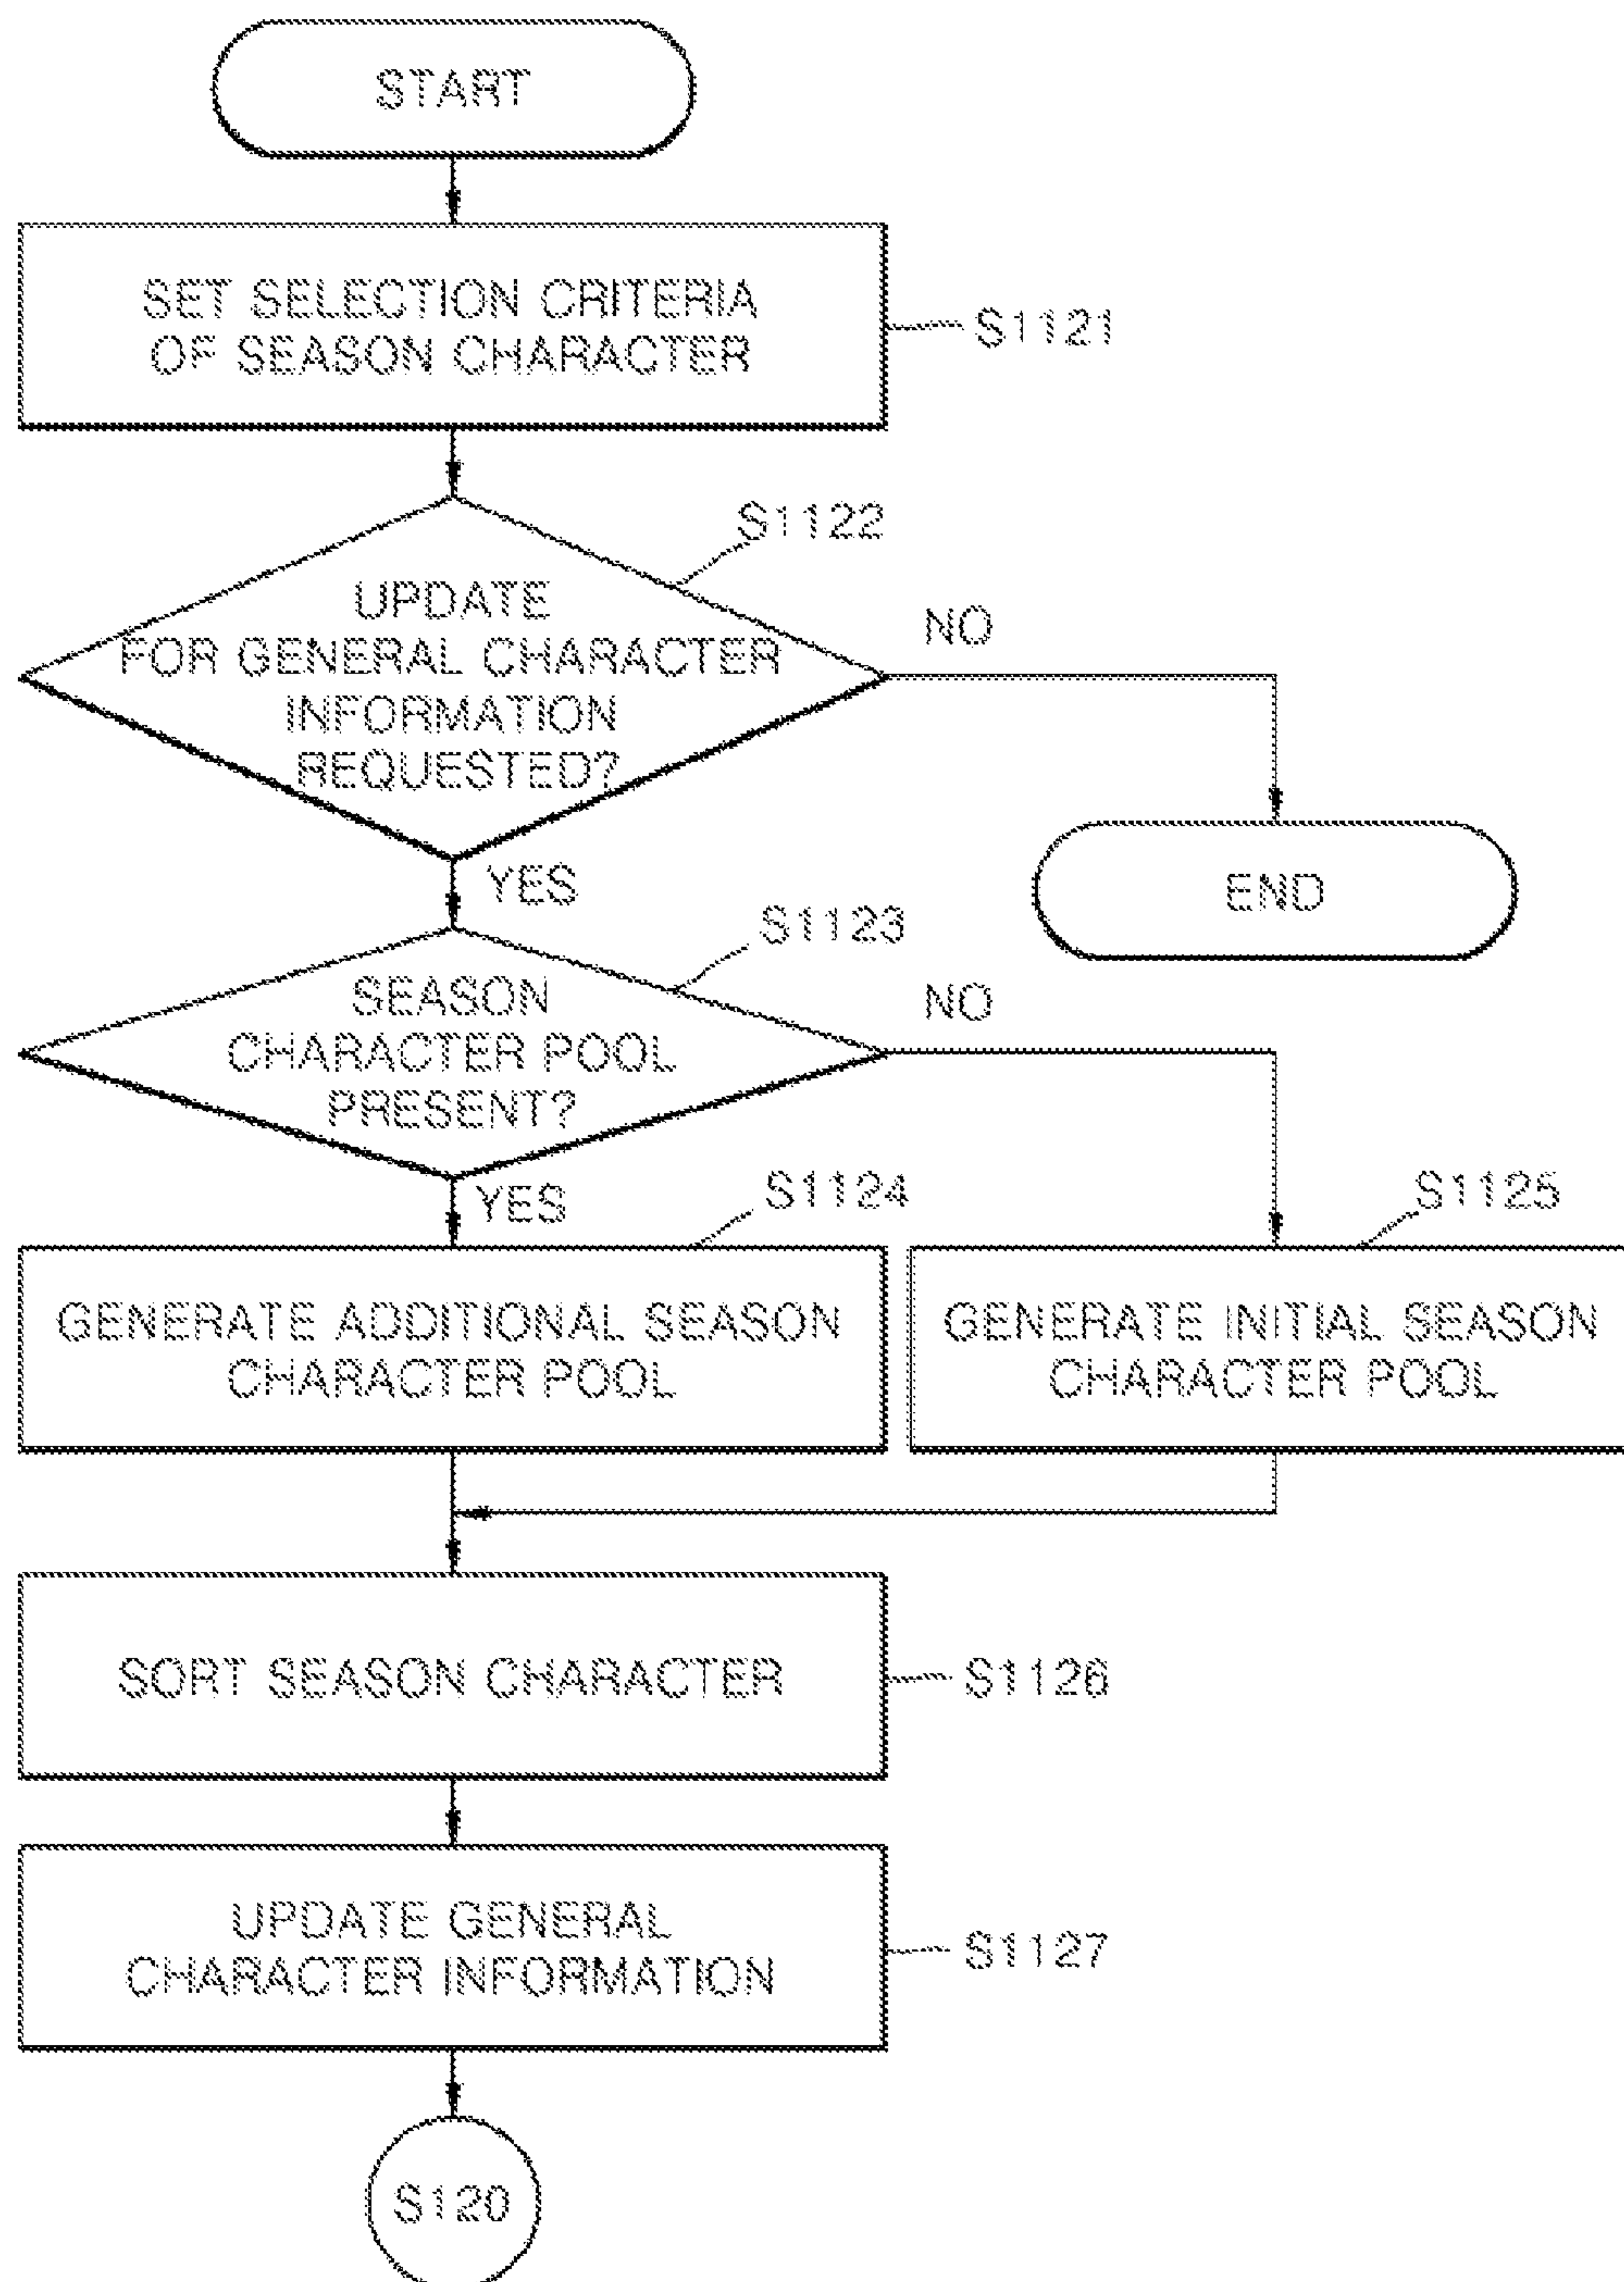 START
SET SELECTION CRITERIA
OF SEASON CHARACTER
S1121
S1122
UPDATE
FOR GENERAL CHARACTER
INFORMATION
REQUESTED?
NO
YES
END
S1123
SEASON
CHARACTER POOL
PRESENT?
NO
YES
S1124
S1125
GENERATE ADDITIONAL SEASON
CHARACTER POOL
GENERATE INITIAL SEASON
CHARACTER POOL
SORT SEASON CHARACTER
S1126
UPDATE GENERAL
CHARACTER INFORMATION
S1127
S120